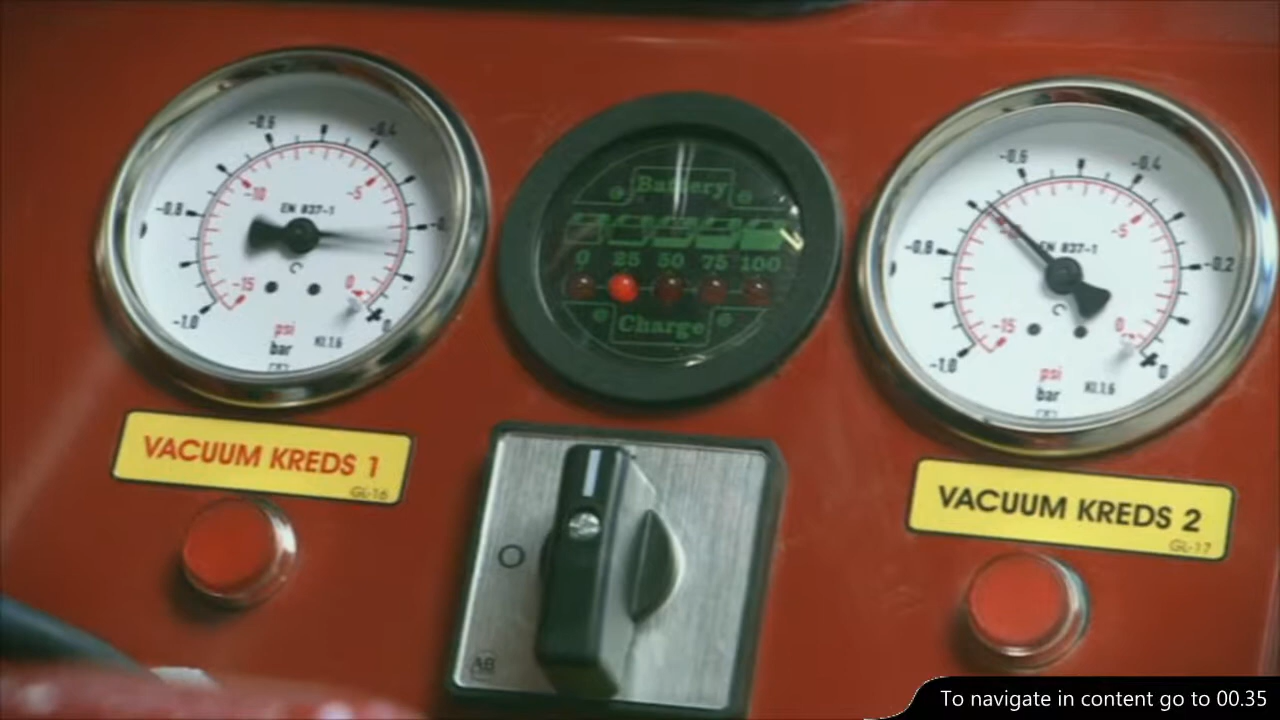 -0.6
-0.4
-10
-5
-0.8
EN 837-1
-0.
-15
0
-1.0
0
psi
bar
Kl.1.6
VACUUM KREDS 1
GL-16
Battery
0 25 50 75 100
Charge
O
AB
-0.6
-0.4
-5
-0.8
EN 837-1
-0.2
-15
0
-1.0
0
psi
bar
Kl.1.6
VACUUM KREDS 2
GL-17
To navigate in content go to 00.35